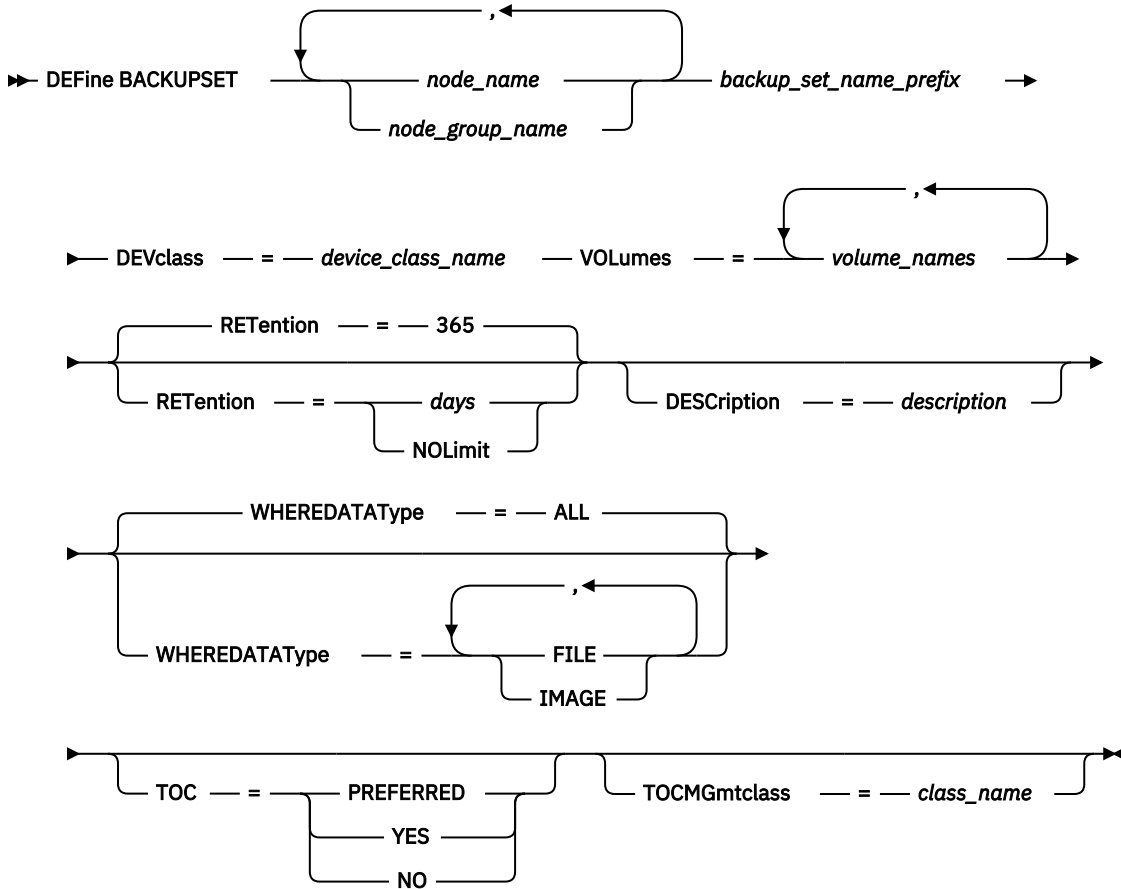 ,
DEFine BACKUPSET node_name backup_set_name_prefix
node_group_name
,
DEVclass = device_class_name VOLumes = volume_names
RETention = 365
RETention = days DESCription = description
NOLimit
WHEREDATAType = ALL
,
WHEREDATAType = FILE
IMAGE
TOC = PREFERRED TOCMGmtclass = class_name
YES
NO